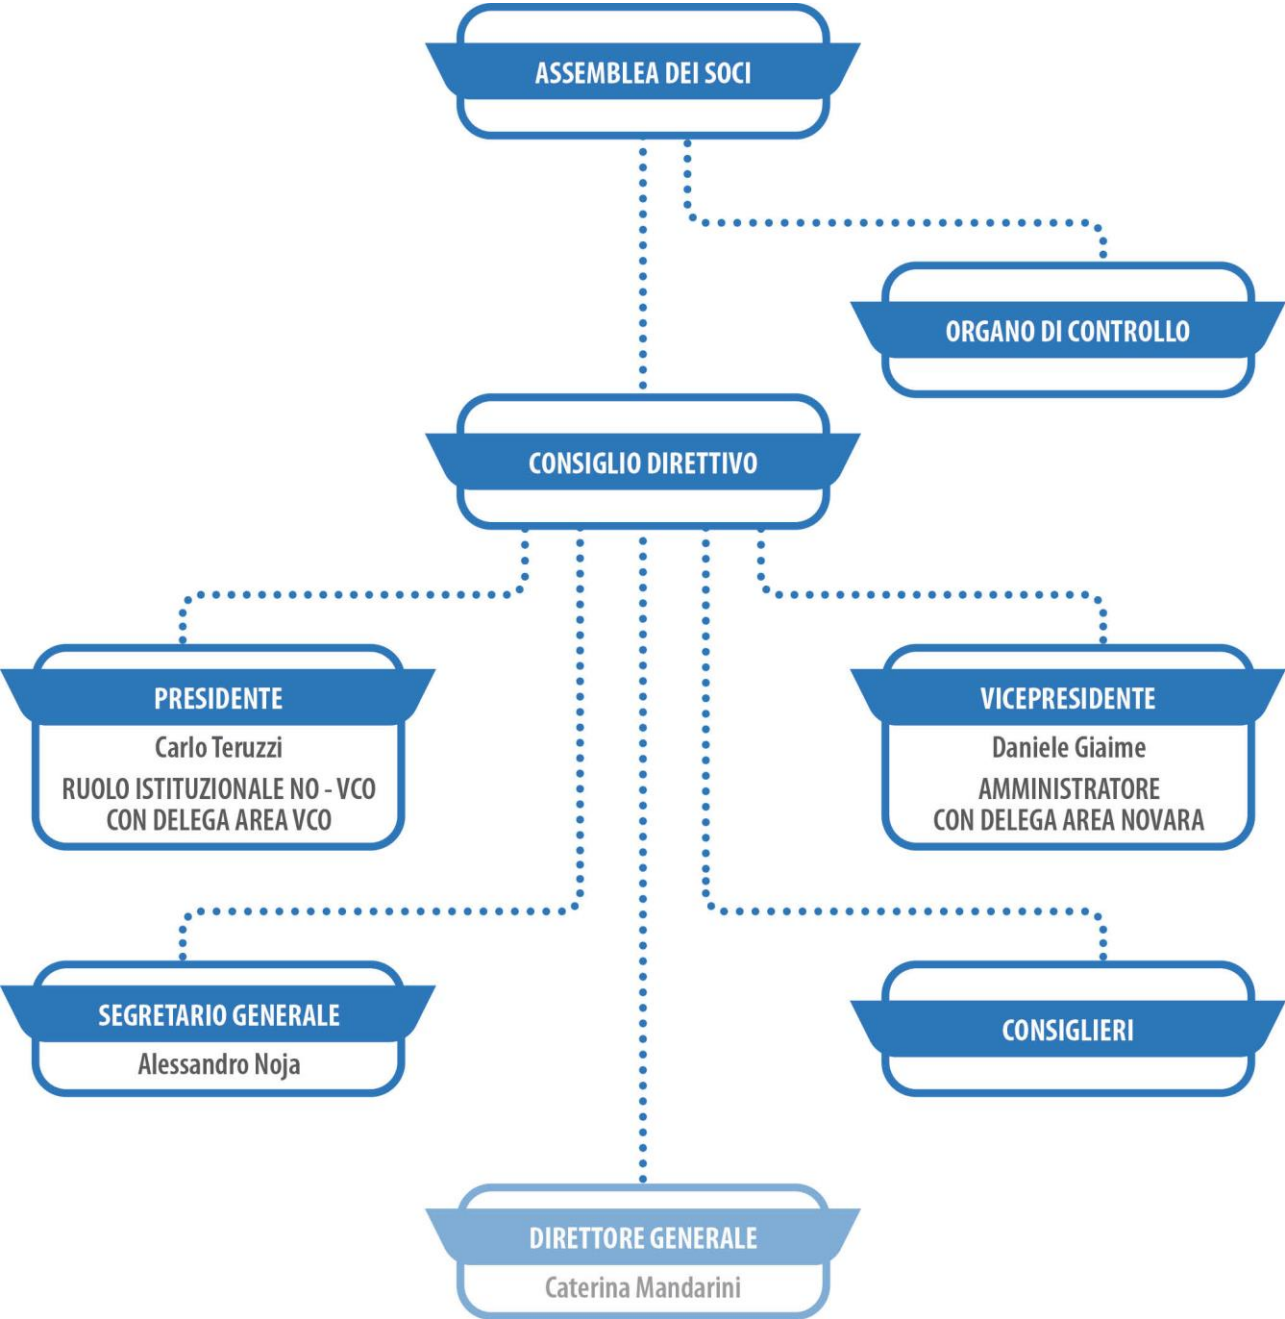 ASSEMBLEA DEI SOCI
ORGANO DI CONTROLLO
CONSIGLIO DIRETTIVO
PRESIDENTE
Carlo Teruzzi
RUOLO ISTITUZIONALE NO - VCO
CON DELEGA AREA VCO
VICEPRESIDENTE
Daniele Giaime
AMMINISTRATORE
CON DELEGA AREA NOVARA
SEGRETARIO GENERALE
Alessandro Noja
CONSIGLIERI
DIRETTORE GENERALE
Caterina Mandarini